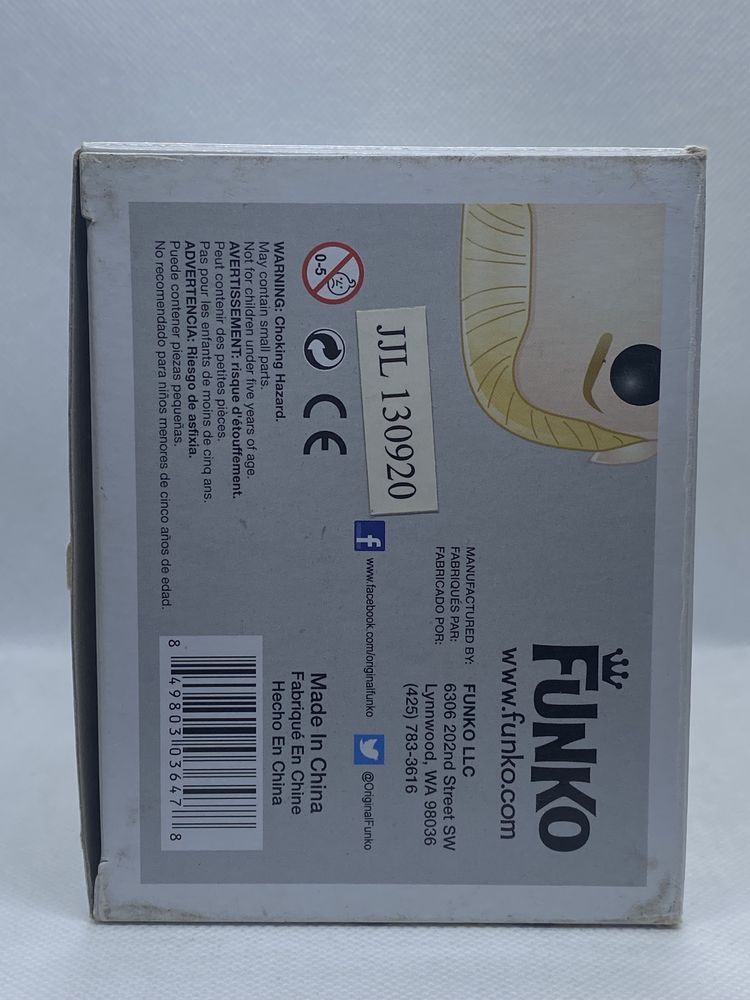 FUNKO
www.funko.com
MANUFACTURED BY:
FABRIQUÉS PAR:
FABRICADO POR:
FUNKO LLC
6306 202nd Street SW
Lynnwood, WA 98036
(425) 783-3616
f www.facebook.com/originalfunko
@OriginalFunko
JJL 130920
0-5
CE
WARNING: Choking Hazard.
May contain small parts.
Not for children under five years of age.
AVERTISSEMENT: risque d'étouffement.
Peut contenir des petites pièces.
Pas pour les enfants de moins de cinq ans.
ADVERTENCIA: Riesgo de asfixia.
Puede contener piezas pequeñas.
No recomendado para niños menores de cinco años de edad.
Made In China
Fabriqué En Chine
Hecho En China
8 49803 03647 8